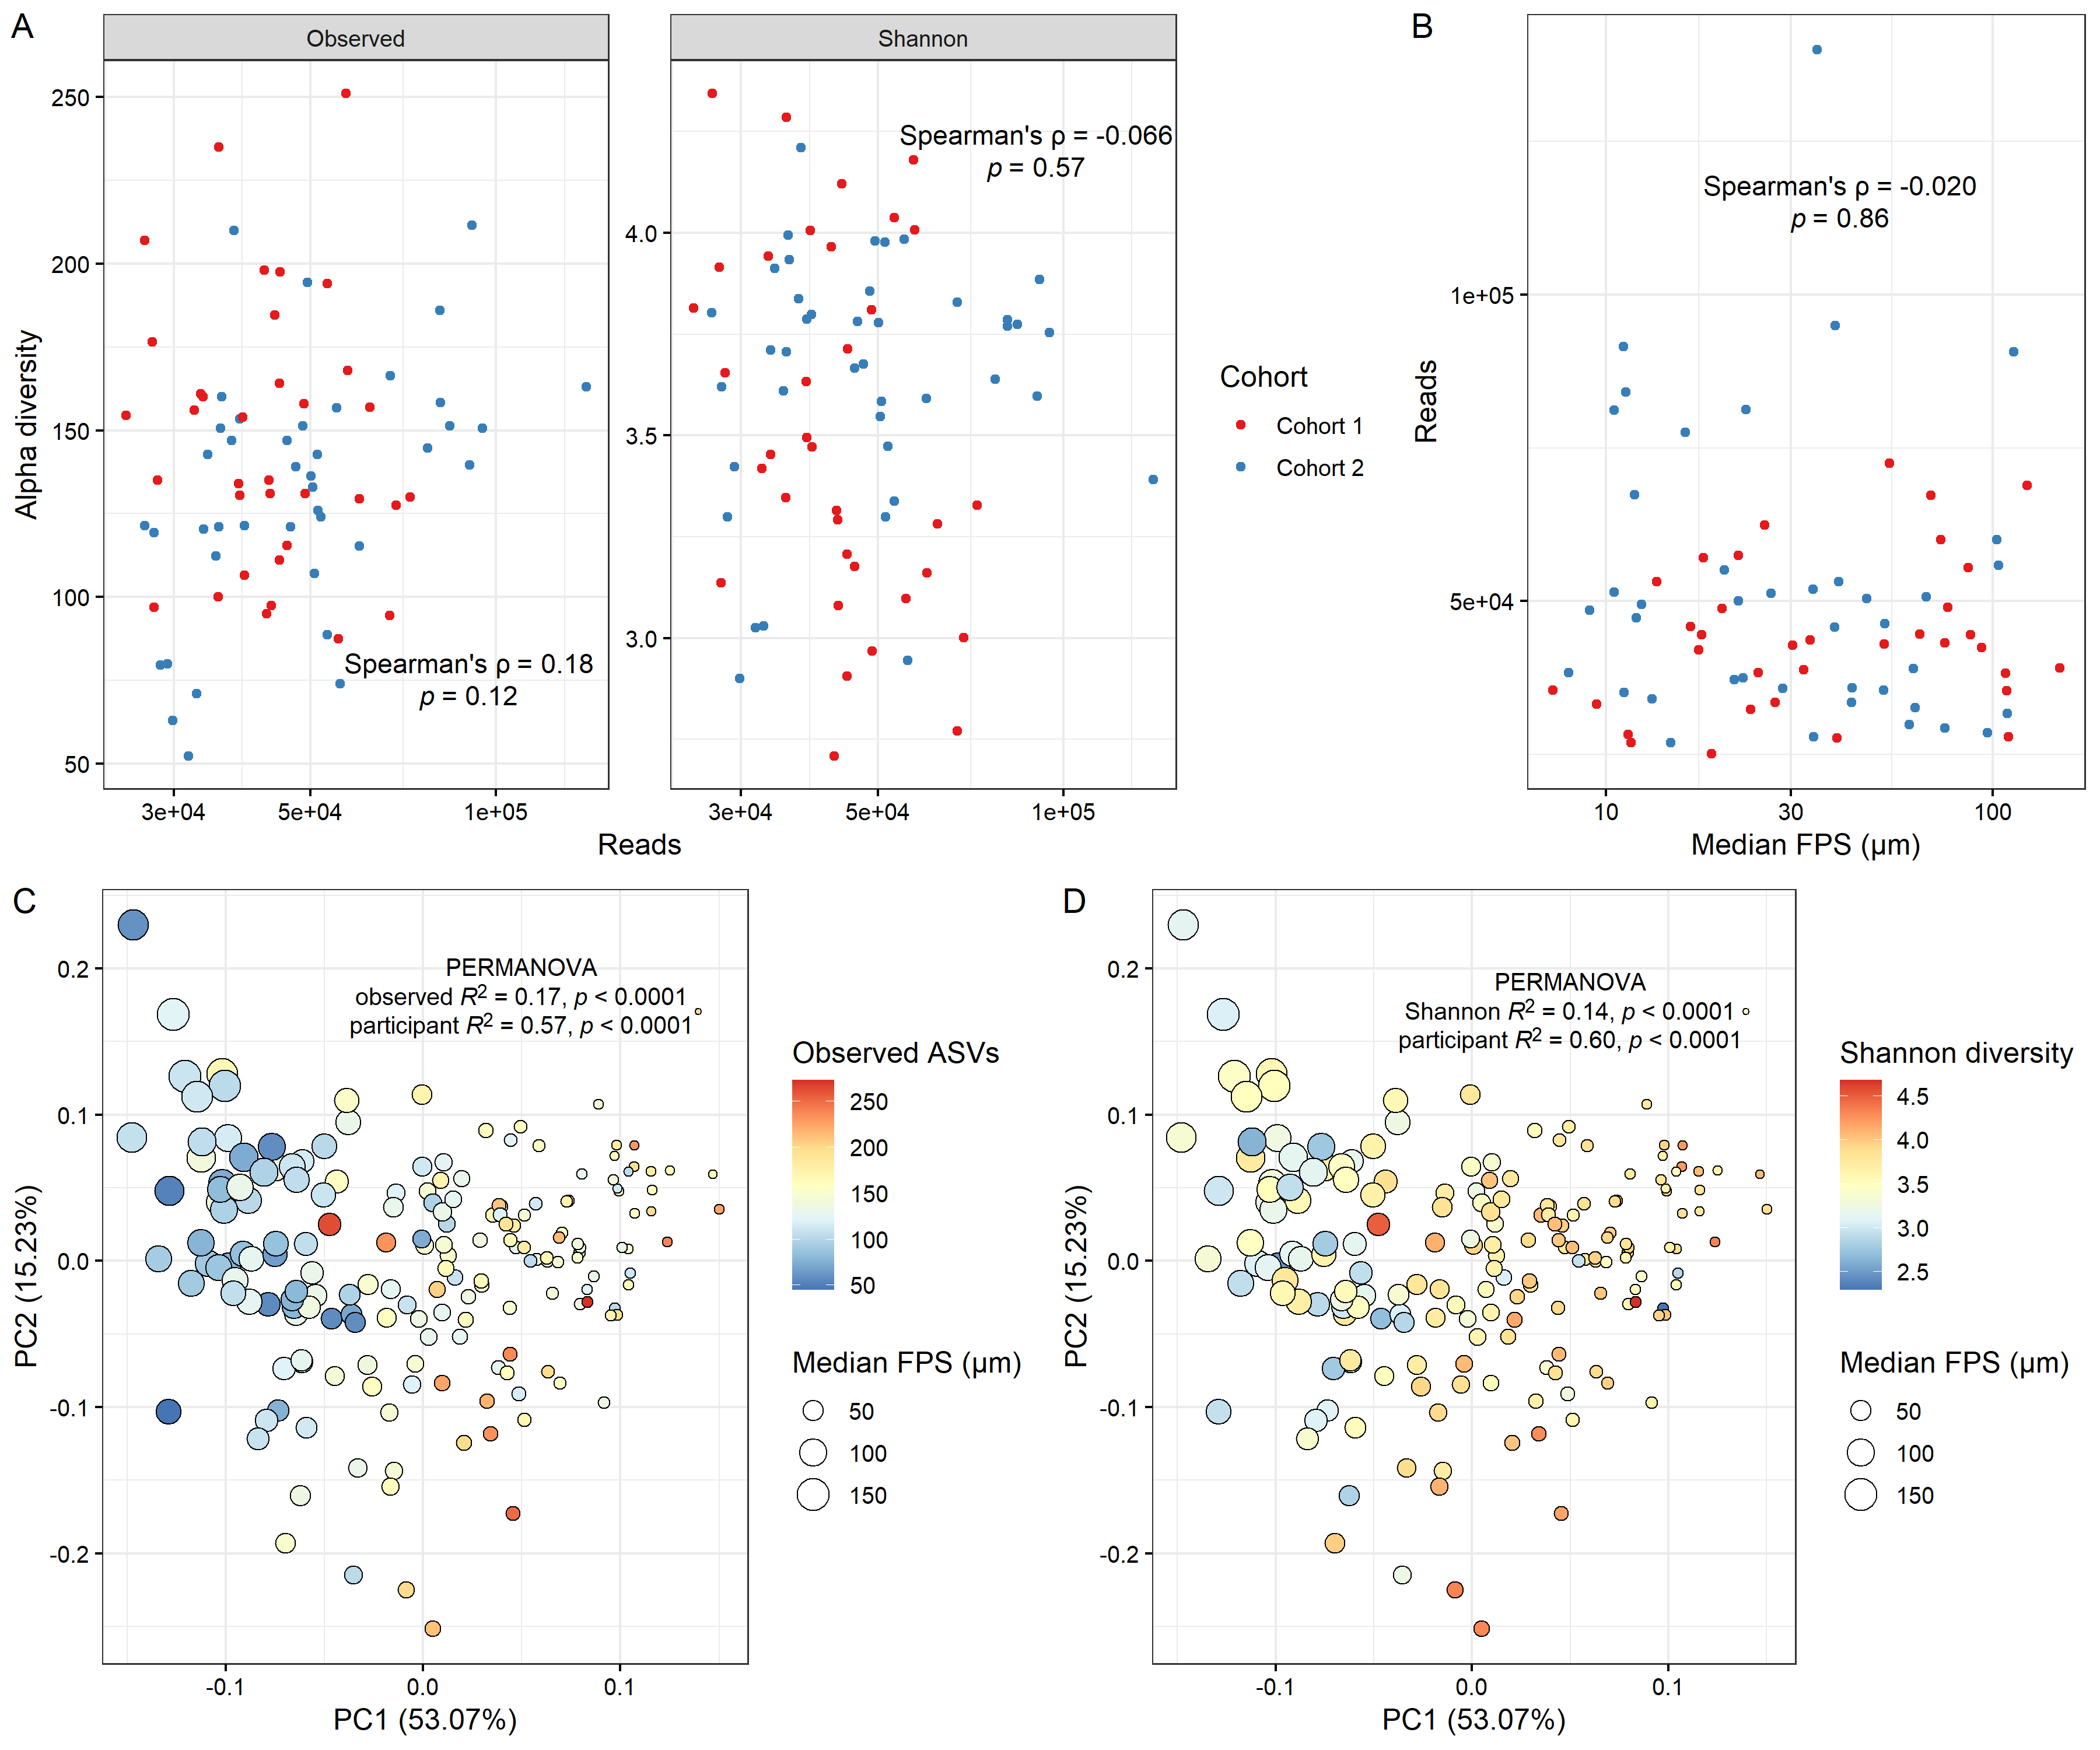 A
Observed
Shannon
Alpha diversity
250
200
150
100
50
Spearman's ρ = 0.18
p = 0.12
3e+04
5e+04
1e+05
4.0
3.5
3.0
Spearman's ρ = -0.066
p = 0.57
3e+04
5e+04
1e+05
Reads
Cohort
Cohort 1
Cohort 2
B
Reads
1e+05
5e+04
Spearman's ρ = -0.020
p = 0.86
10
30
100
Median FPS (µm)
C
PC2 (15.23%)
0.2
0.1
0.0
-0.1
-0.2
PERMANOVA
observed R² = 0.17, p < 0.0001
participant R² = 0.57, p < 0.0001
-0.1
0.0
0.1
PC1 (53.07%)
Observed ASVs
250
200
150
100
50
Median FPS (µm)
50
100
150
D
PC2 (15.23%)
0.2
0.1
0.0
-0.1
-0.2
PERMANOVA
Shannon R² = 0.14, p < 0.0001
participant R² = 0.60, p < 0.0001
-0.1
0.0
0.1
PC1 (53.07%)
Shannon diversity
4.5
4.0
3.5
3.0
2.5
Median FPS (µm)
50
100
150